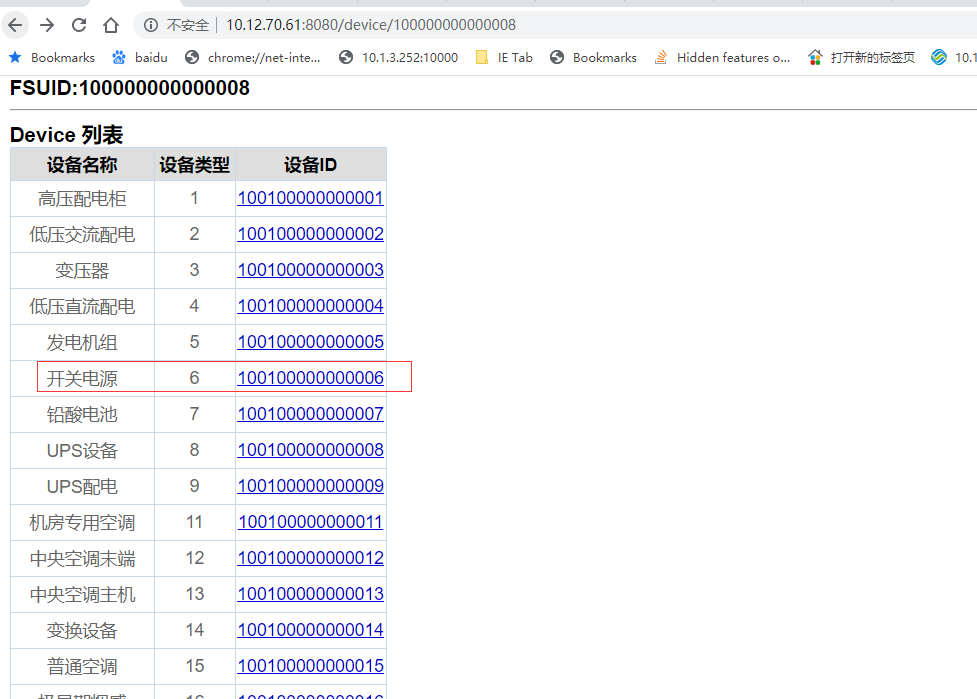 不安全 10.12.70.61:8080/device/100000000000008
Bookmarks baidu chrome://net-inte... 10.1.3.252:10000 IE Tab Bookmarks Hidden features o... 打开新的标签页 10.1
FSUID:100000000000008
Device 列表
设备名称 设备类型 设备ID
高压配电柜 1 100100000000001
低压交流配电 2 100100000000002
变压器 3 100100000000003
低压直流配电 4 100100000000004
发电机组 5 100100000000005
开关电源 6 100100000000006
铅酸电池 7 100100000000007
UPS设备 8 100100000000008
UPS配电 9 100100000000009
机房专用空调 11 100100000000011
中央空调末端 12 100100000000012
中央空调主机 13 100100000000013
变换设备 14 100100000000014
普通空调 15 100100000000015